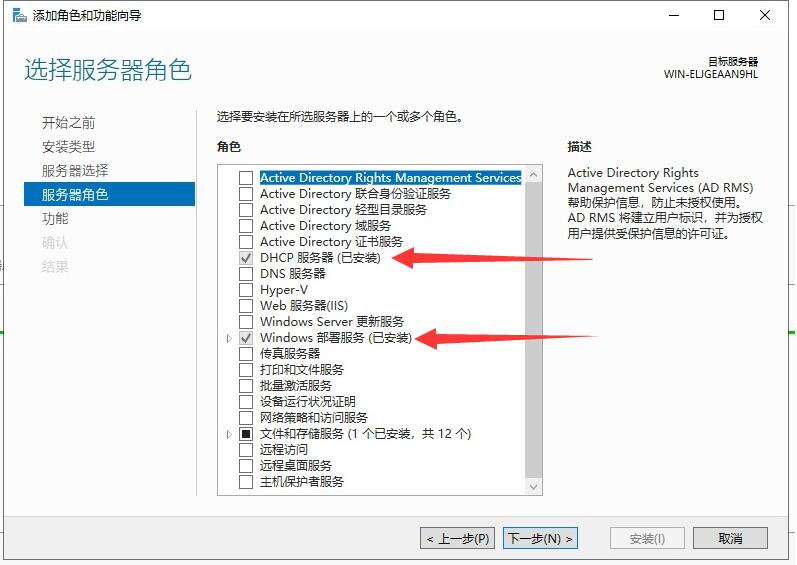 添加角色和功能向导
选择服务器角色
目标服务器
WIN-ELJGEAAN9HL
开始之前
安装类型
服务器选择
服务器角色
功能
确认
结果
选择要安装在所选服务器上的一个或多个角色。
角色
Active Directory Rights Management Services
Active Directory 联合身份验证服务
Active Directory 轻型目录服务
Active Directory 域服务
Active Directory 证书服务
DHCP 服务器 (已安装)
DNS 服务器
Hyper-V
Web 服务器(IIS)
Windows Server 更新服务
Windows 部署服务 (已安装)
传真服务器
打印和文件服务
批量激活服务
设备运行状况证明
网络策略和访问服务
文件和存储服务 (1 个已安装，共 12 个)
远程访问
远程桌面服务
主机保护者服务
描述
Active Directory Rights
Management Services (AD RMS)
帮助保护信息，防止未授权使用。
AD RMS 将建立用户标识，并为授权
用户提供受保护信息的许可证。
< 上一步(P)
下一步(N) >
安装(I)
取消